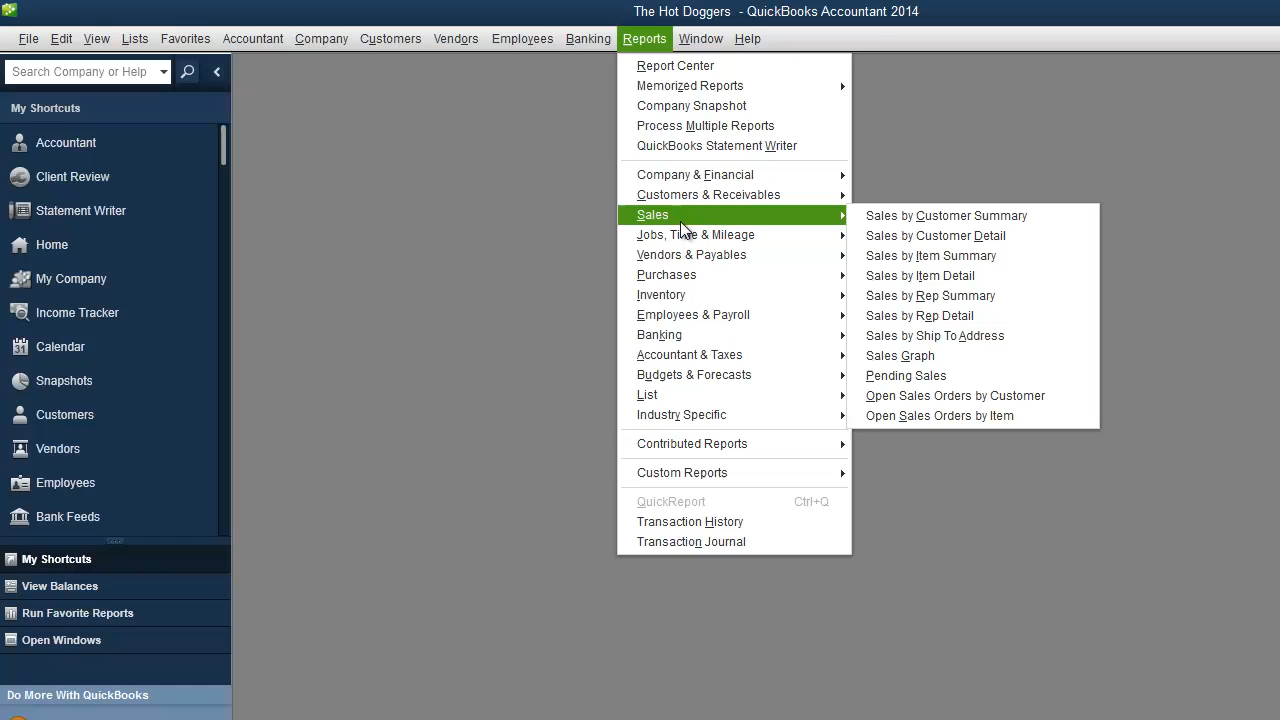 The Hot Doggers - QuickBooks Accountant 2014
File Edit View Lists Favorites Accountant Company Customers Vendors Employees Banking Reports Window Help
Search Company or Help
My Shortcuts
Accountant
Client Review
Statement Writer
Home
My Company
Income Tracker
31
Calendar
Snapshots
Customers
Vendors
Employees
Bank Feeds
My Shortcuts
View Balances
Run Favorite Reports
Open Windows
Do More With QuickBooks
Report Center
Memorized Reports
Company Snapshot
Process Multiple Reports
QuickBooks Statement Writer
Company & Financial
Customers & Receivables
Sales
Jobs, Time & Mileage
Vendors & Payables
Purchases
Inventory
Employees & Payroll
Banking
Accountant & Taxes
Budgets & Forecasts
List
Industry Specific
Contributed Reports
Custom Reports
QuickReport Ctrl+Q
Transaction History
Transaction Journal
Sales by Customer Summary
Sales by Customer Detail
Sales by Item Summary
Sales by Item Detail
Sales by Rep Summary
Sales by Rep Detail
Sales by Ship To Address
Sales Graph
Pending Sales
Open Sales Orders by Customer
Open Sales Orders by Item